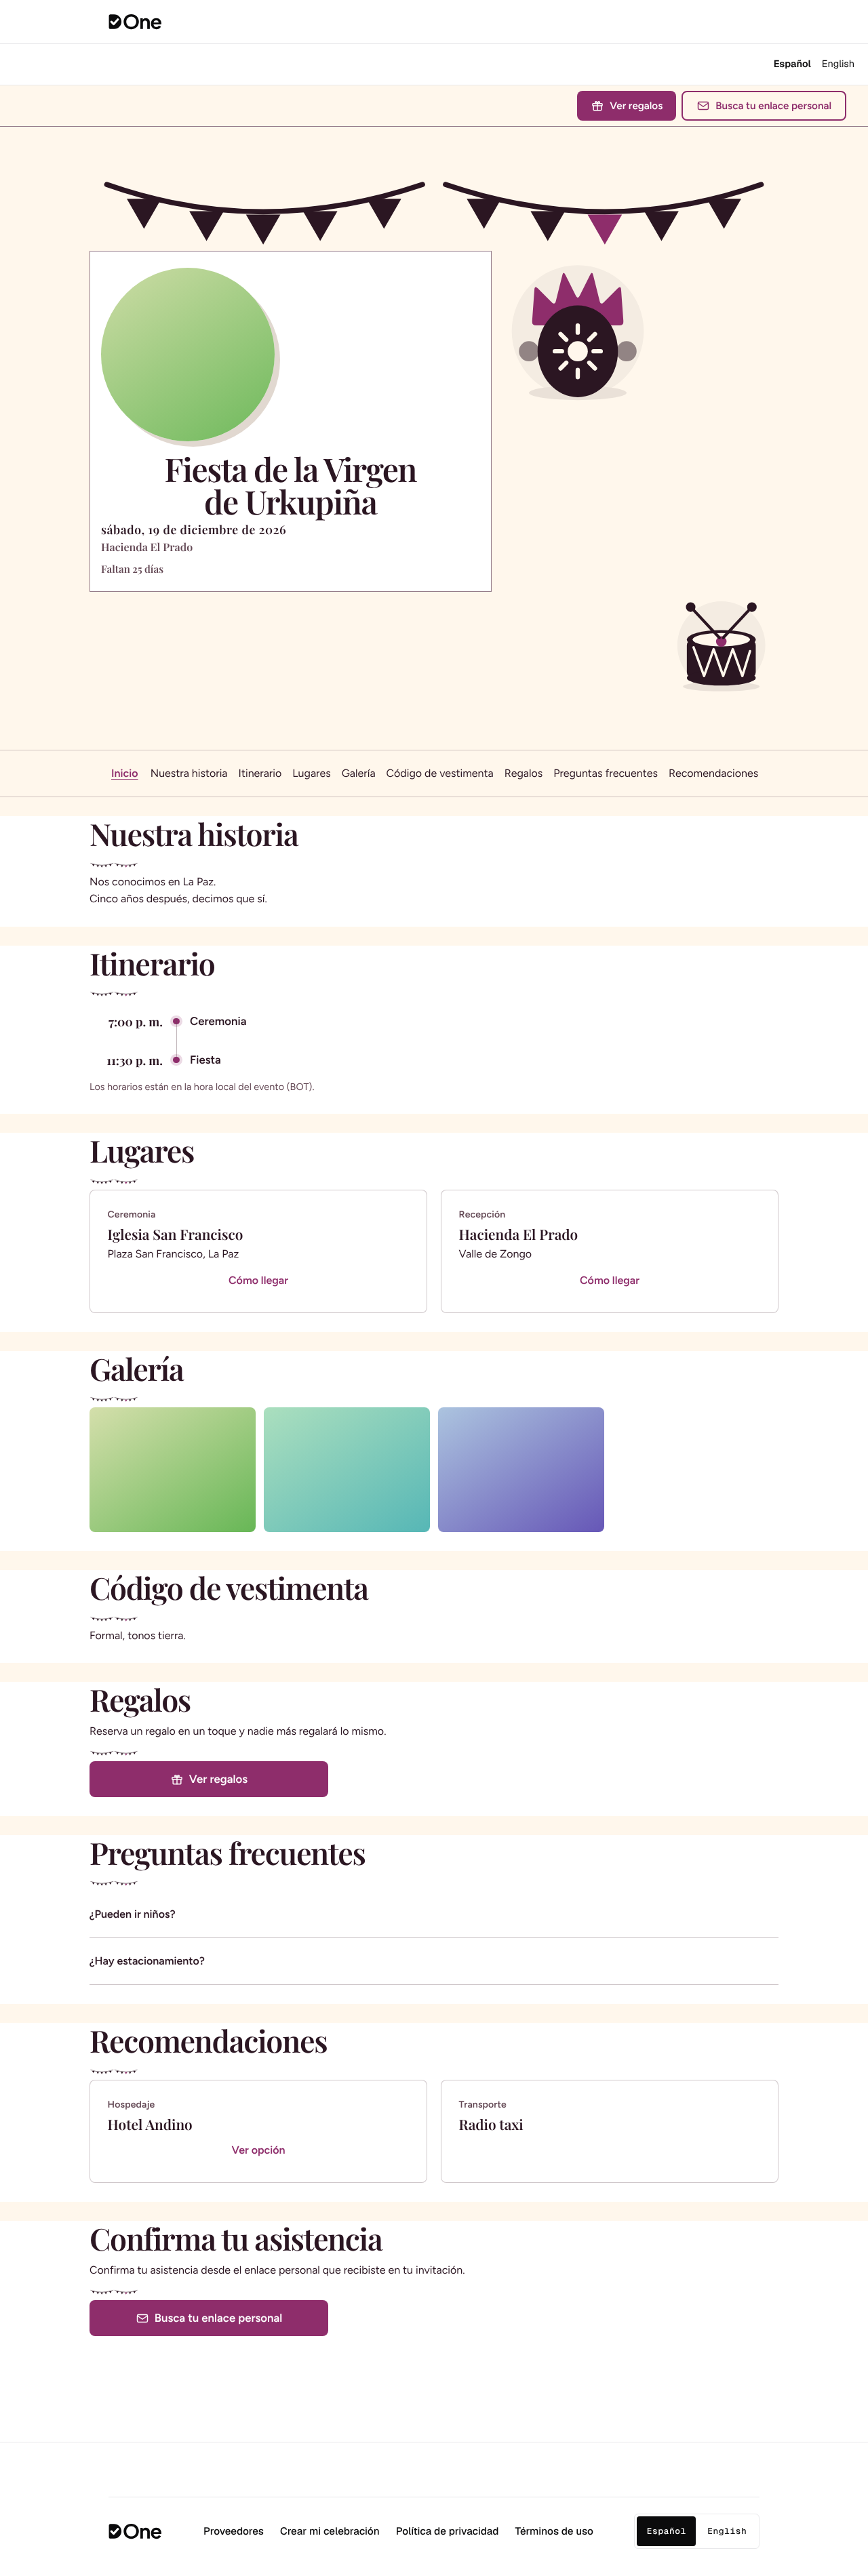 One
Español English
Ver regalos Busca tu enlace personal
Fiesta de la Virgen
de Urkupiña
sábado, 19 de diciembre de 2026
Hacienda El Prado
Faltan 25 días
Inicio Nuestra historia Itinerario Lugares Galería Código de vestimenta Regalos Preguntas frecuentes Recomendaciones
Nuestra historia
Nos conocimos en La Paz.
Cinco años después, decimos que sí.
Itinerario
7:00 p. m. Ceremonia
11:30 p. m. Fiesta
Los horarios están en la hora local del evento (BOT).
Lugares
Ceremonia
Iglesia San Francisco
Plaza San Francisco, La Paz
Cómo llegar
Recepción
Hacienda El Prado
Valle de Zongo
Cómo llegar
Galería
Código de vestimenta
Formal, tonos tierra.
Regalos
Reserva un regalo en un toque y nadie más regalará lo mismo.
Ver regalos
Preguntas frecuentes
¿Pueden ir niños?
¿Hay estacionamiento?
Recomendaciones
Hospedaje
Hotel Andino
Ver opción
Transporte
Radio taxi
Confirma tu asistencia
Confirma tu asistencia desde el enlace personal que recibiste en tu invitación.
Busca tu enlace personal
One
Proveedores Crear mi celebración Política de privacidad Términos de uso
Español English